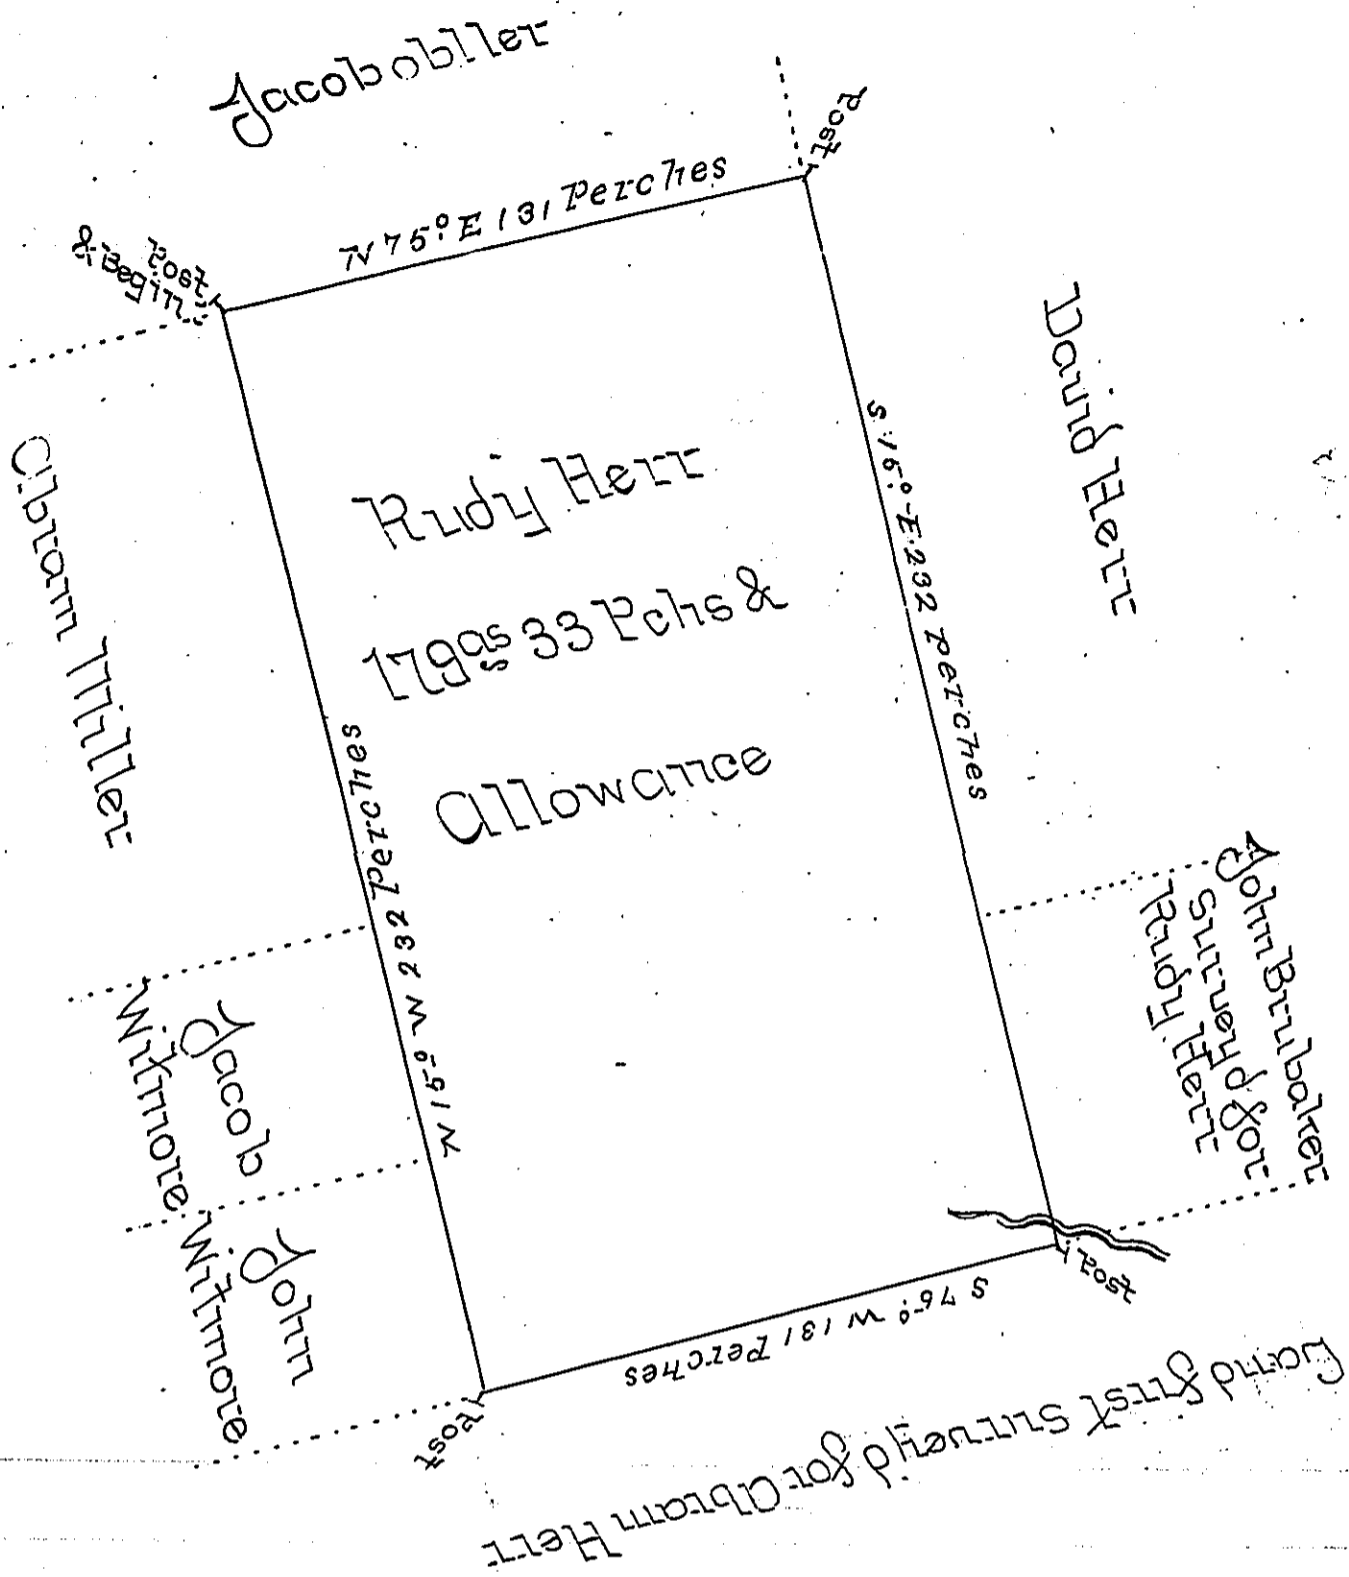 Jacob obller
Post
& Begin:
N 75° E 131 Perches
Post
David Herr
S 15° E 232 Perches
Abram Miller
Rudy Herr
179as 33 Pchs &
Allowance
N 15° W 232 Perches
Jacob
Witmore
John
Witmore
John Brubaker
Survey'd for
Rudy Herr
Post
S 75° W 131 Perches
Post
Land first Survey'd for Abram Herr